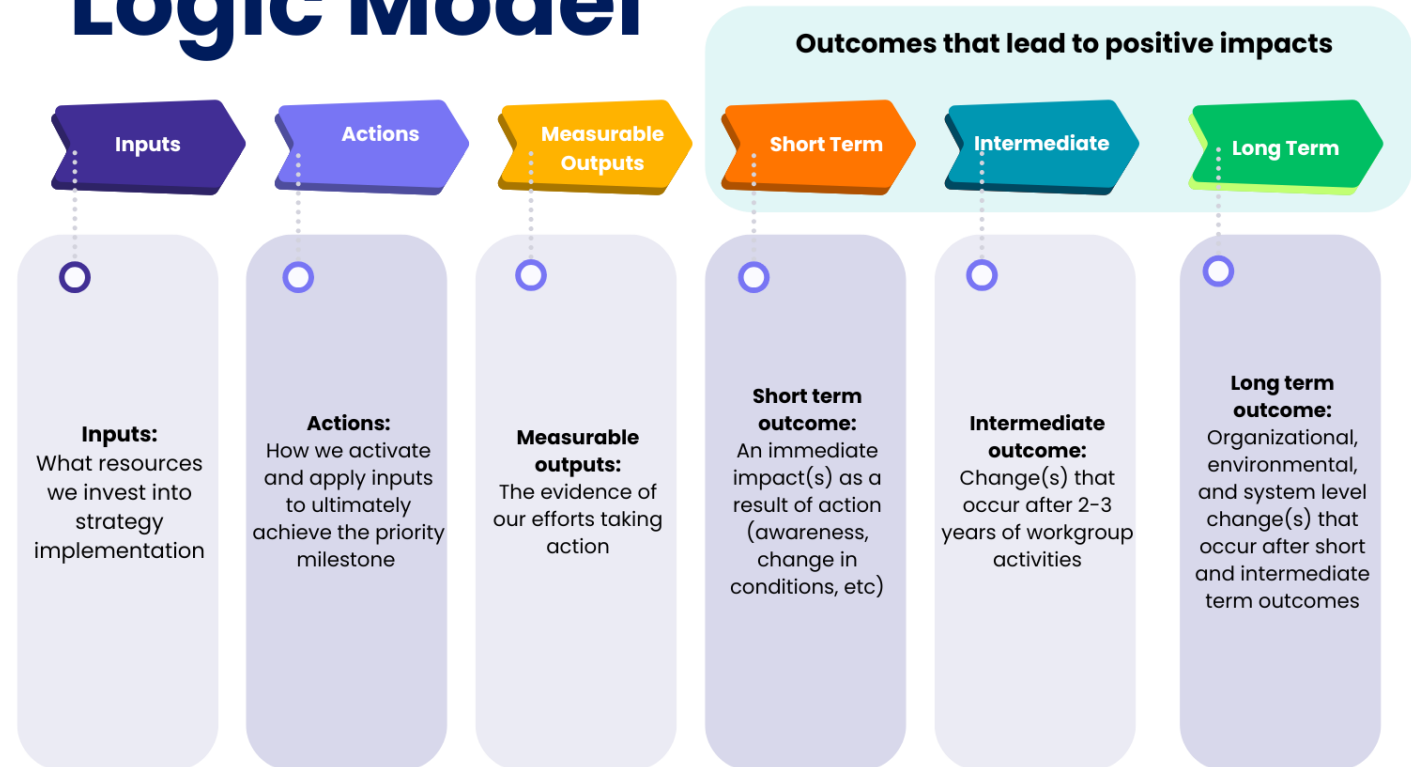 Logic Model
Outcomes that lead to positive impacts
Inputs
Actions
Measurable
Outputs
Short Term
Intermediate
Long Term
Inputs:
What resources
we invest into
strategy
implementation
Actions:
How we activate
and apply inputs
to ultimately
achieve the priority
milestone
Measurable
outputs:
The evidence of
our efforts taking
action
Short term
outcome:
An immediate
impact(s) as a
result of action
(awareness,
change in
conditions, etc)
Intermediate
outcome:
Change(s) that
occur after 2-3
years of workgroup
activities
Long term
outcome:
Organizational,
environmental,
and system level
change(s) that
occur after short
and intermediate
term outcomes